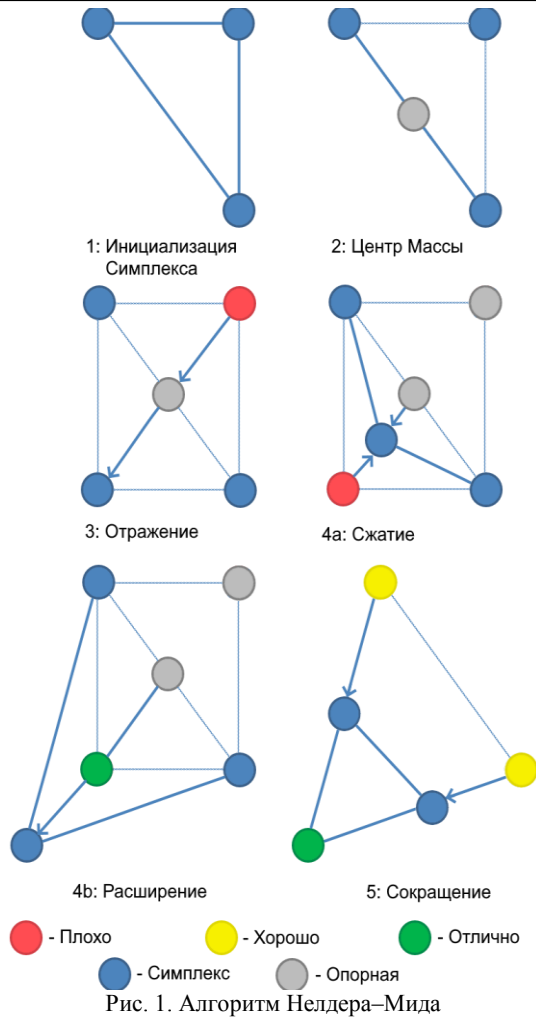 1: Инициализация
Симплекса
2: Центр Массы
3: Отражение
4a: Сжатие
4b: Расширение
5: Сокращение
- Плохо
- Хорошо
- Отлично
- Симплекс
- Опорная
Рис. 1. Алгоритм Нелдера–Мида